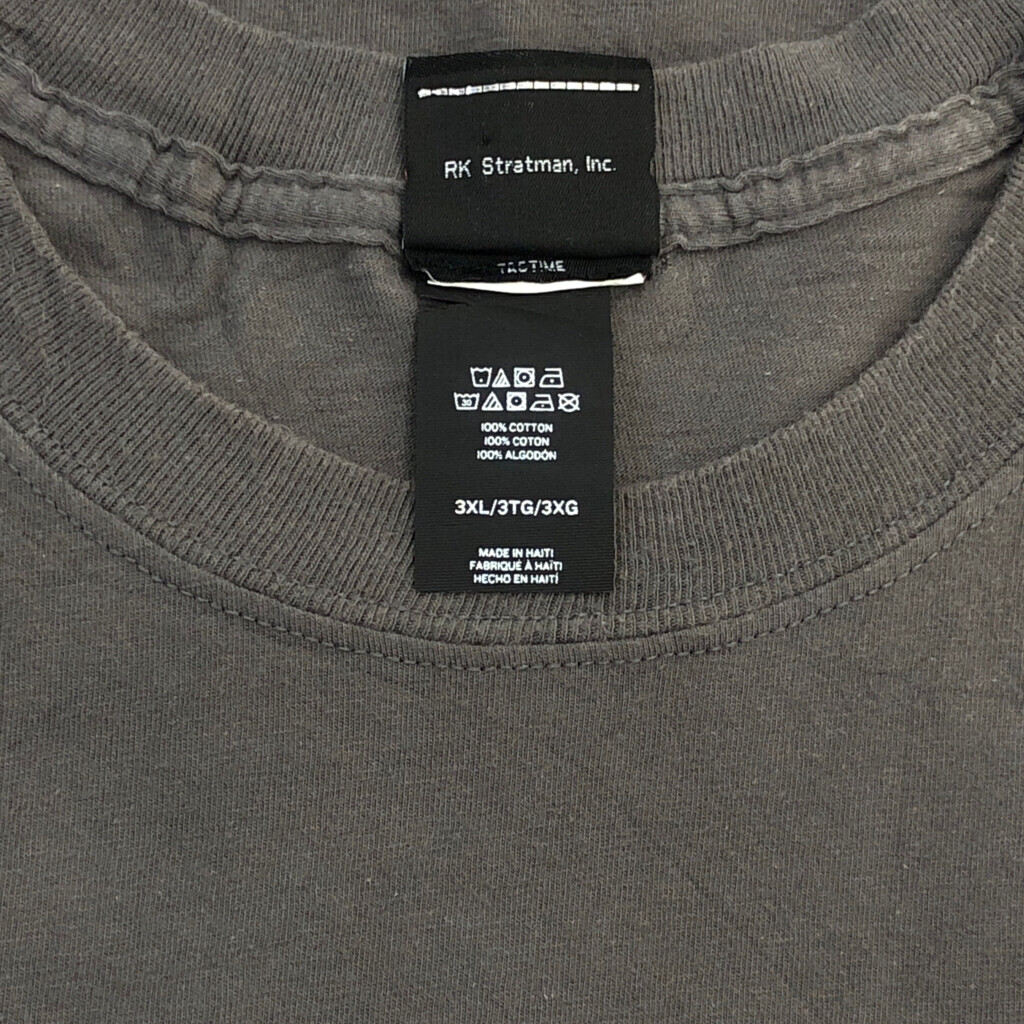 RK Stratman, Inc.
TAGTIME
30
100% COTTON
100% COTON
100% ALGODÓN
3XL/3TG/3XG
MADE IN HAITI
FABRIQUÉ À HAÏTI
HECHO EN HAITÍ